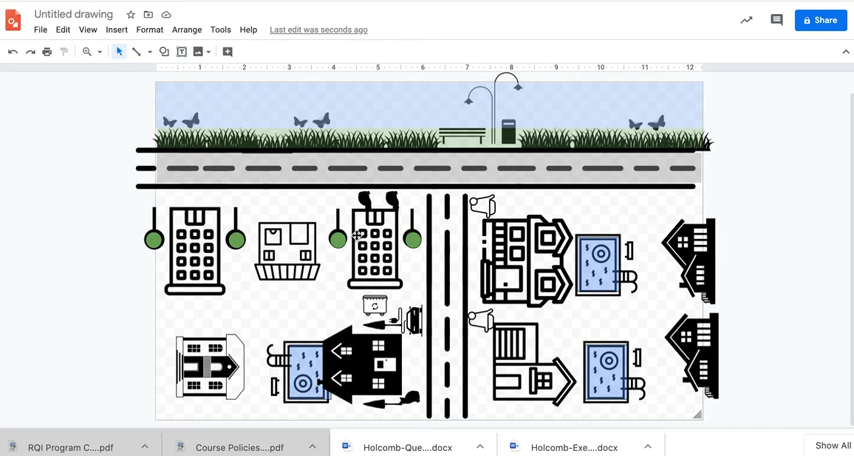 Untitled drawing
File Edit View Insert Format Arrange Tools Help Last edit was seconds ago
Share
1 2 3 4 5 6 7 8 9 10 11 12
RQI Program C....pdf
Course Policies....pdf
Holcomb-Que....docx
Holcomb-Exe....docx
Show All